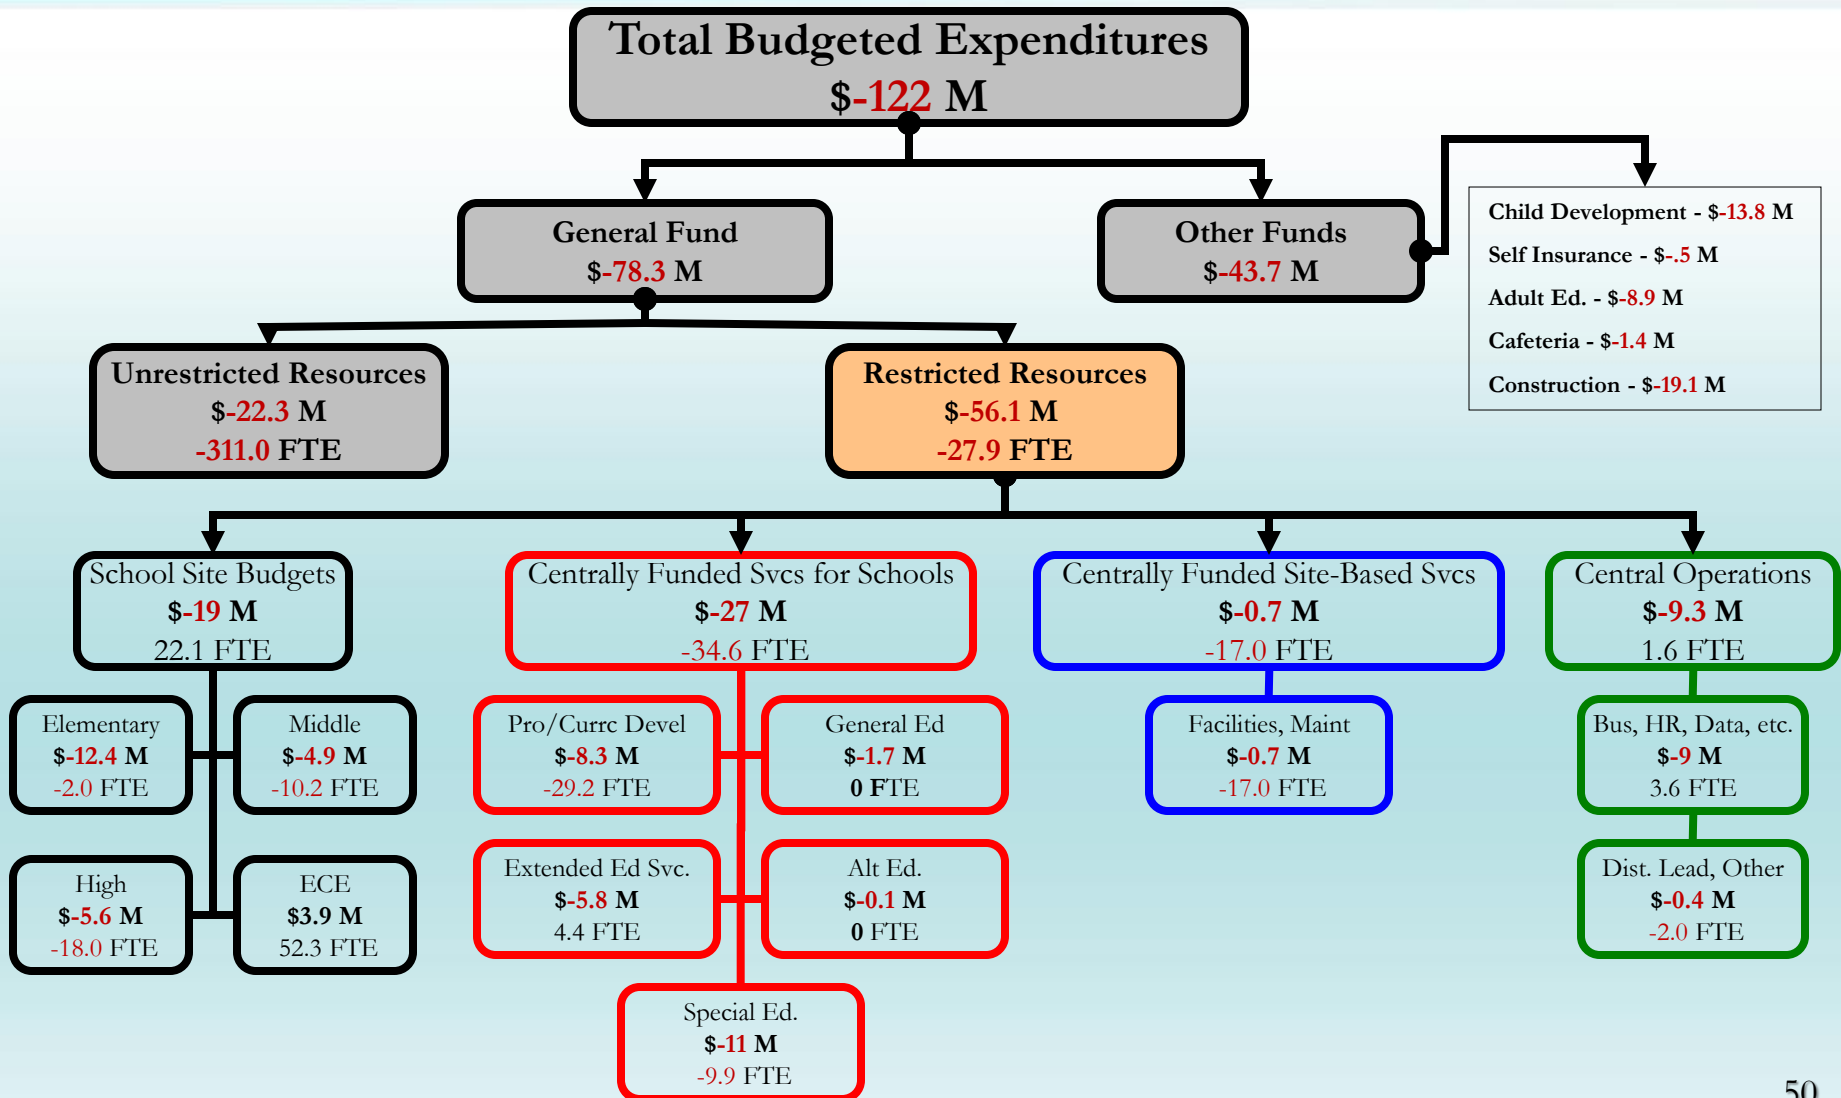 Total Budgeted Expenditures
$-122 M
General Fund
$-78.3 M
Other Funds
$-43.7 M
Child Development - $-13.8 M
Self Insurance - $-.5 M
Adult Ed. - $-8.9 M
Cafeteria - $-1.4 M
Construction - $-19.1 M
Unrestricted Resources
$-22.3 M
-311.0 FTE
Restricted Resources
$-56.1 M
-27.9 FTE
School Site Budgets
$-19 M
22.1 FTE
Centrally Funded Svcs for Schools
$-27 M
-34.6 FTE
Centrally Funded Site-Based Svcs
$-0.7 M
-17.0 FTE
Central Operations
$-9.3 M
1.6 FTE
Elementary
$-12.4 M
-2.0 FTE
Middle
$-4.9 M
-10.2 FTE
Pro/Currc Devel
$-8.3 M
-29.2 FTE
General Ed
$-1.7 M
0 FTE
Facilities, Maint
$-0.7 M
-17.0 FTE
Bus, HR, Data, etc.
$-9 M
3.6 FTE
High
$-5.6 M
-18.0 FTE
ECE
$3.9 M
52.3 FTE
Extended Ed Svc.
$-5.8 M
4.4 FTE
Alt Ed.
$-0.1 M
0 FTE
Dist. Lead, Other
$-0.4 M
-2.0 FTE
Special Ed.
$-11 M
-9.9 FTE
50